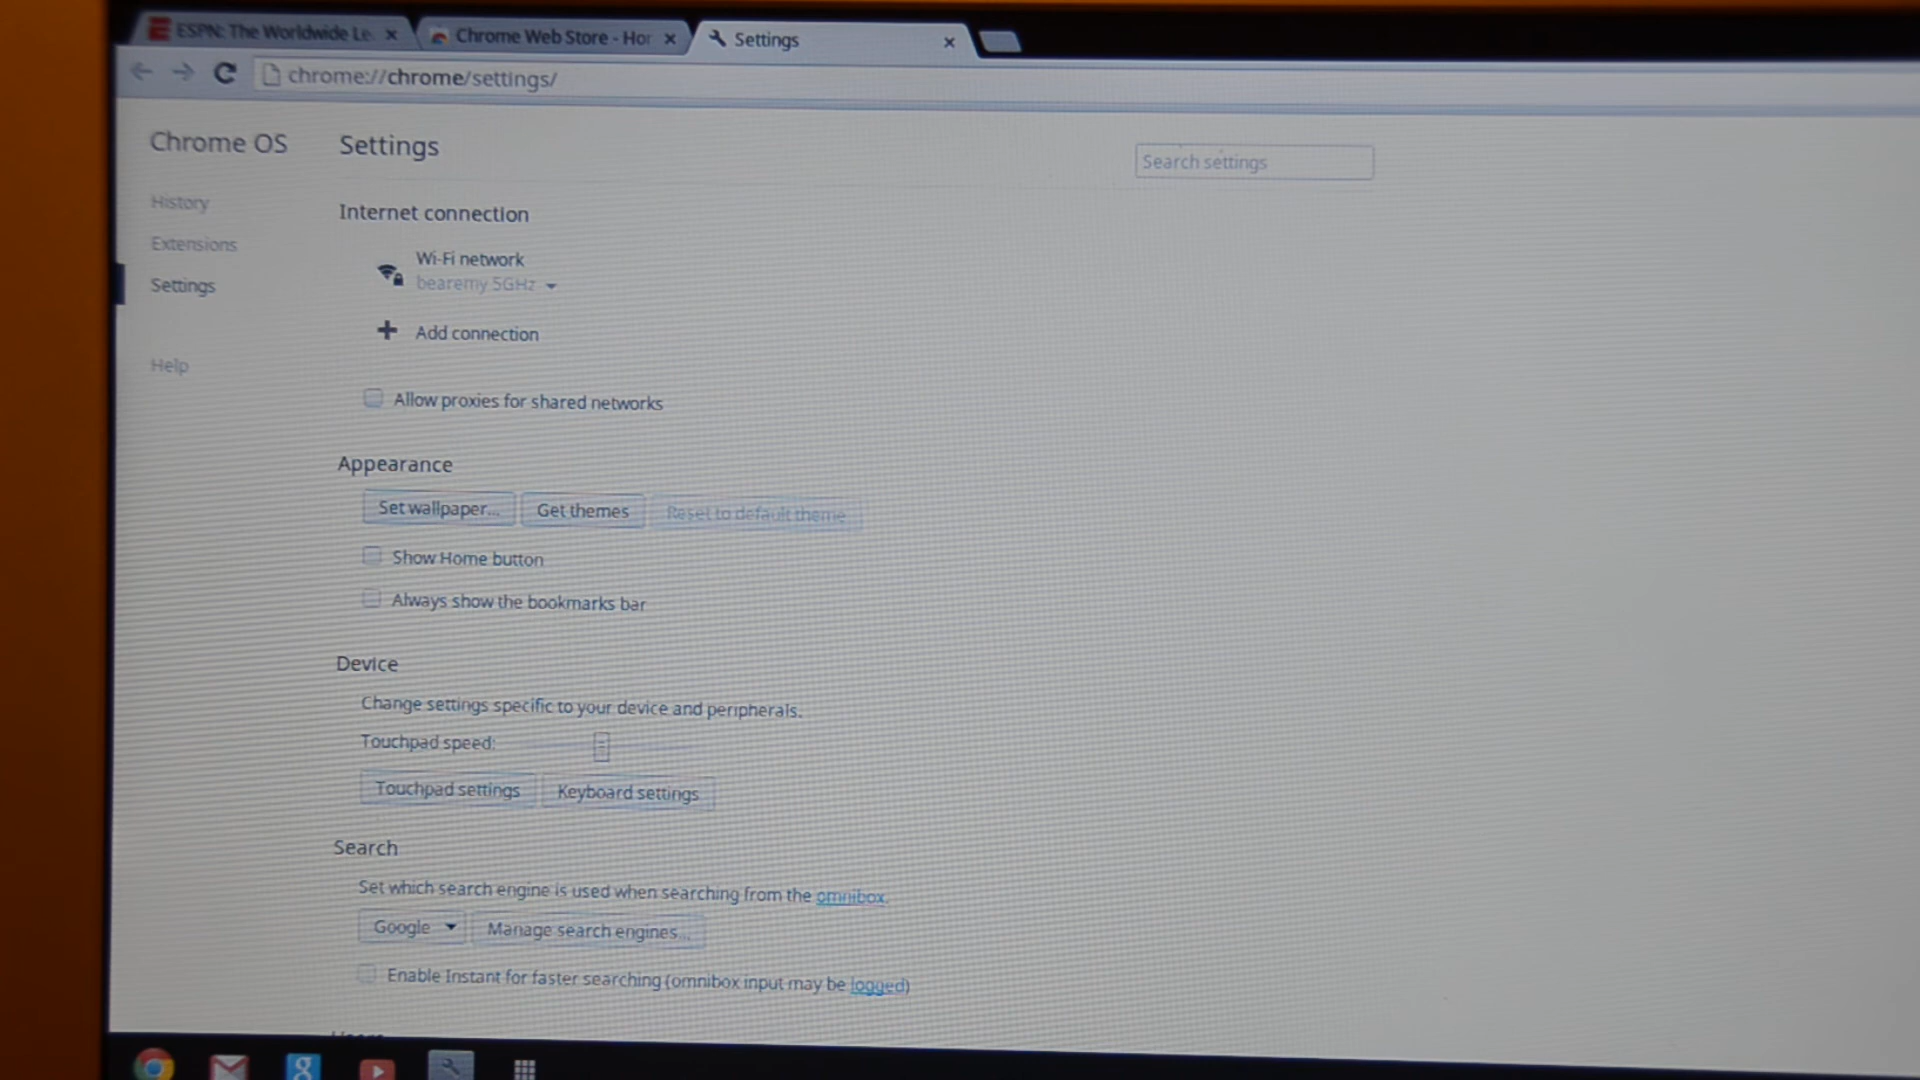 ESPN: The Worldwide Le
Chrome Web Store - Hor
Settings
chrome://chrome/settings/
Chrome OS
Settings
Search settings
History
Extensions
Settings
Help
Internet connection
Wi-Fi network
bearemy 5GHz
Add connection
Allow proxies for shared networks
Appearance
Set wallpaper...
Get themes
Reset to default theme
Show Home button
Always show the bookmarks bar
Device
Change settings specific to your device and peripherals.
Touchpad speed:
Touchpad settings
Keyboard settings
Search
Set which search engine is used when searching from the omnibox.
Google
Manage search engines...
Enable Instant for faster searching (omnibox input may be logged)